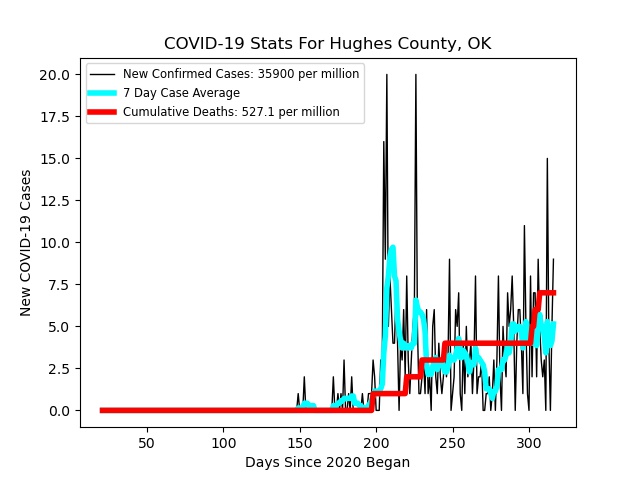 COVID-19 Stats For Hughes County, OK
New Confirmed Cases: 35900 per million
7 Day Case Average
Cumulative Deaths: 527.1 per million
New COVID-19 Cases
20.0
17.5
15.0
12.5
10.0
7.5
5.0
2.5
0.0
50 100 150 200 250 300
Days Since 2020 Began